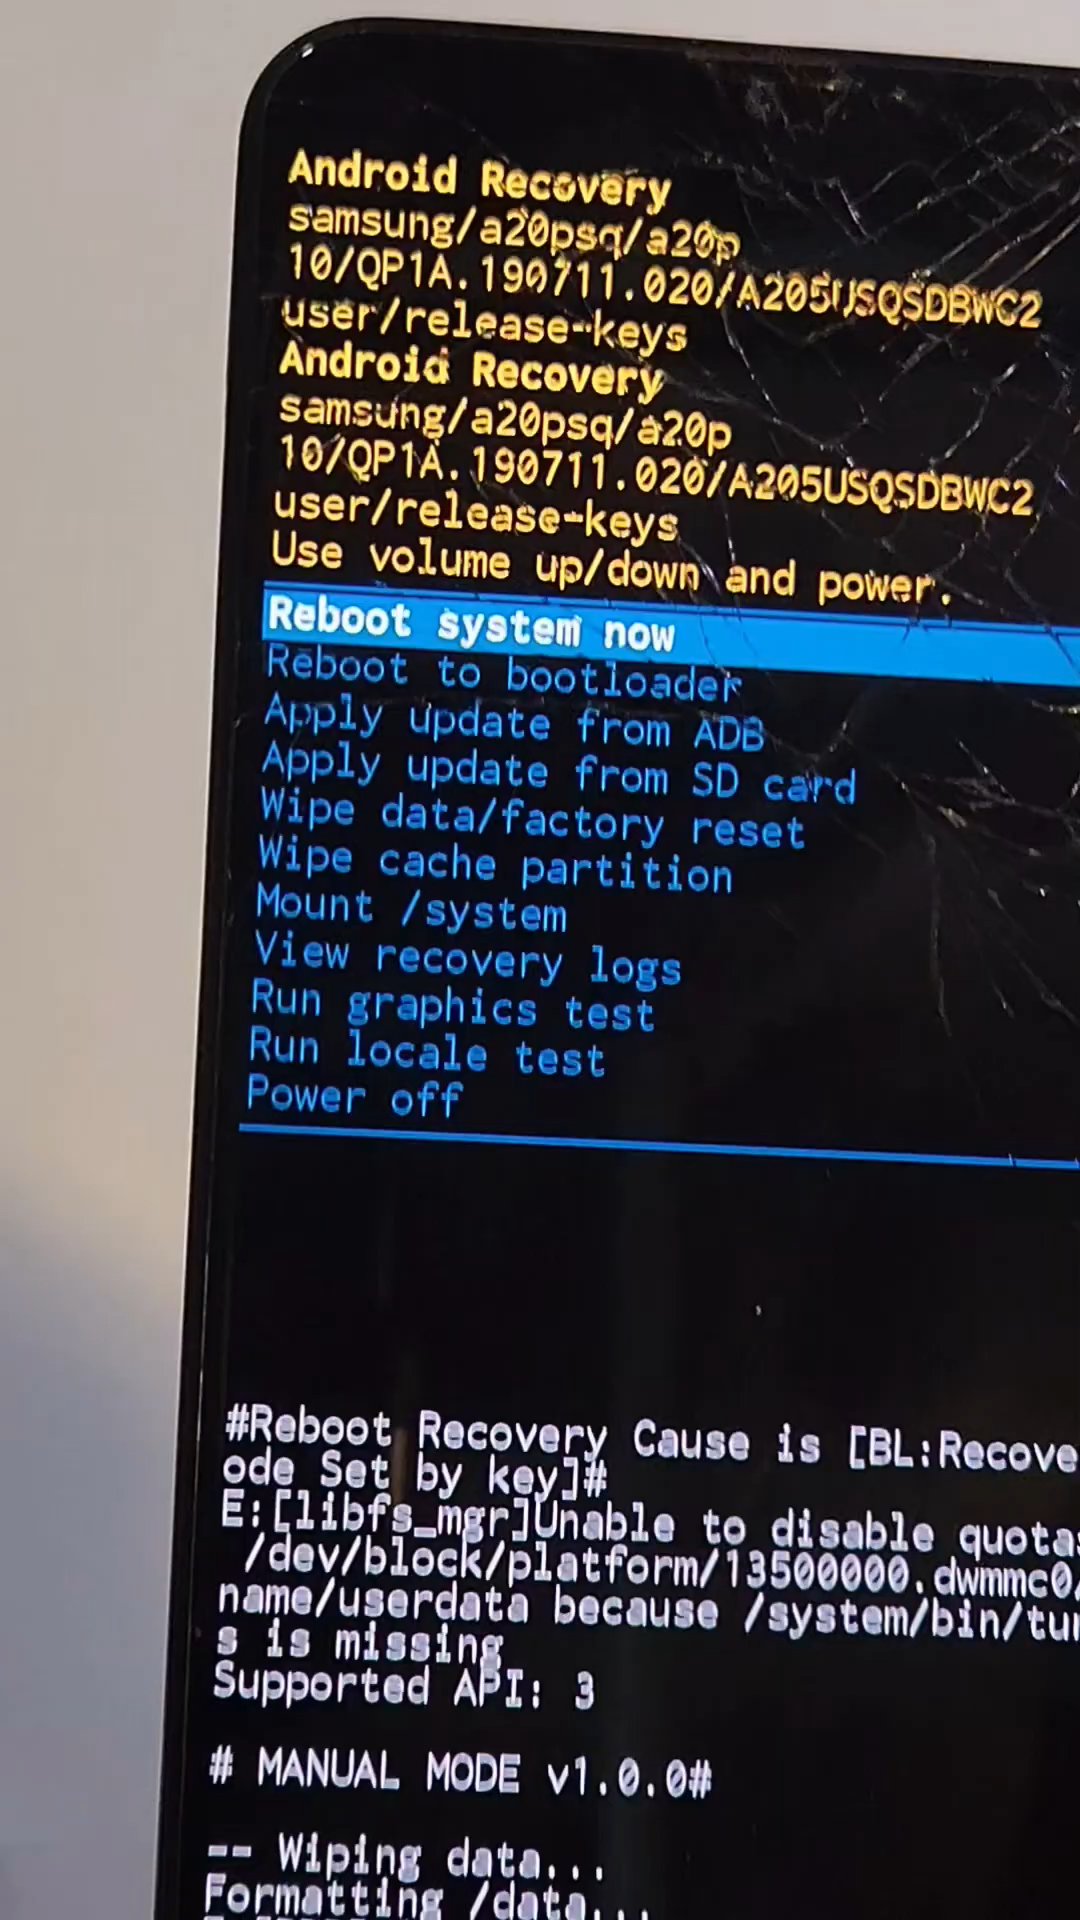 Android Recovery
samsung/a20psq/a20p
10/QP1A.190711.020/A205USQSDBWC2
user/release-keys
Android Recovery
samsung/a20psq/a20p
10/QP1A.190711.020/A205USQSDBWC2
user/release-keys
Use volume up/down and power.
Reboot system now
Reboot to bootloader
Apply update from ADB
Apply update from SD card
Wipe data/factory reset
Wipe cache partition
Mount /system
View recovery logs
Run graphics test
Run locale test
Power off
#Reboot Recovery Cause is [BL:Recove
ode Set by key]#
E:[libfs_mgr]Unable to disable quotas
/dev/block/platform/13500000.dwmmc0/
name/userdata because /system/bin/tun
s is missing
Supported API: 3
# MANUAL MODE v1.0.0#
-- Wiping data...
Formatting /data...